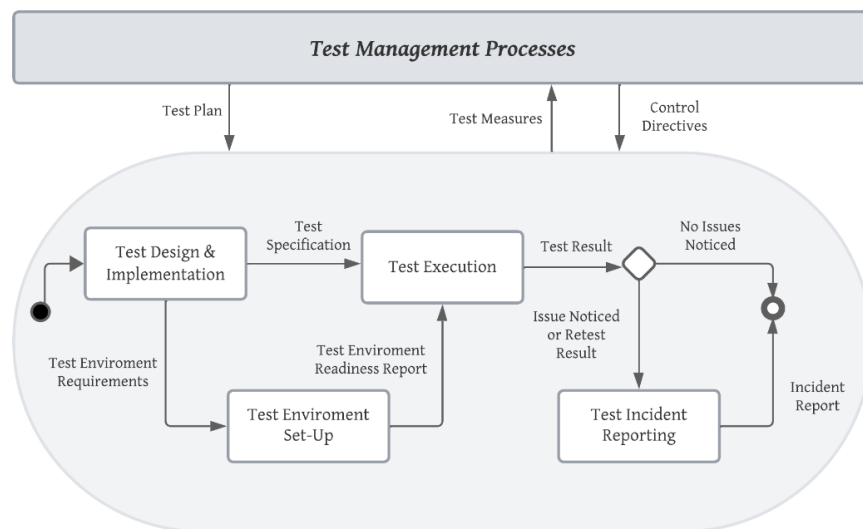 Test Management Processes
Test Plan
Test Measures
Control
Directives
Test Design &
Implementation
Test
Specification
Test Execution
Test Result
No Issues
Noticed
Issue Noticed
or Retest
Result
Test Enviroment
Requirements
Test Enviroment
Readiness Report
Test Enviroment
Set-Up
Test Incident
Reporting
Incident
Report